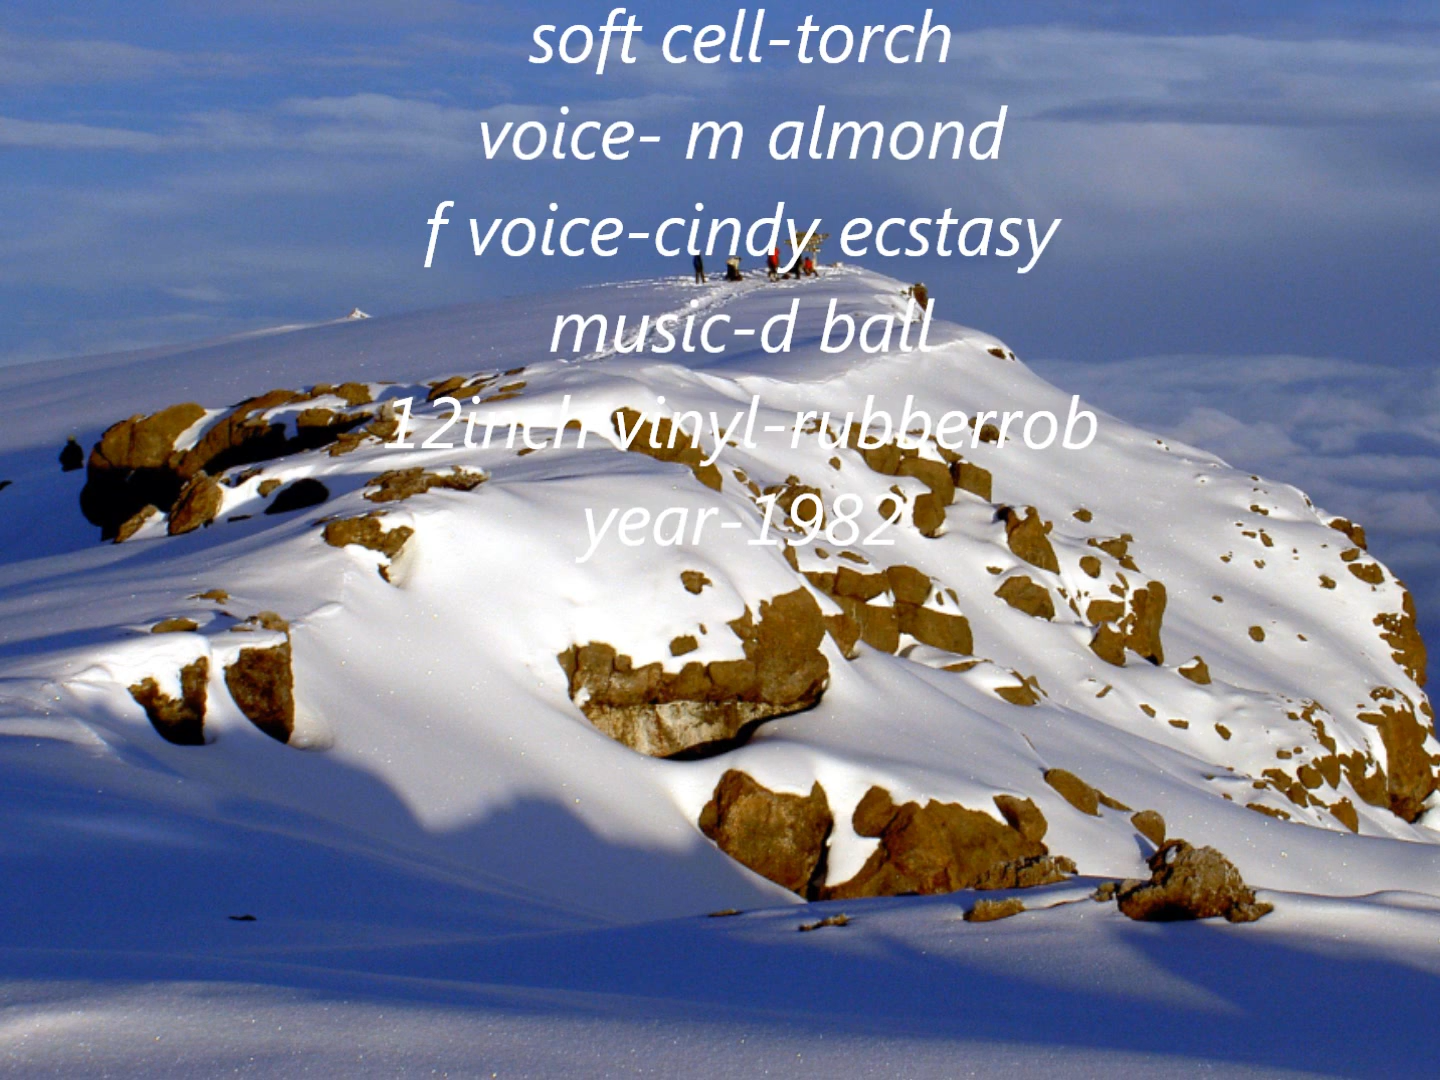 soft cell-torch
voice- m almond
f voice-cindy ecstasy
music-d ball
12inch vinyl-rubberrob
year-1982